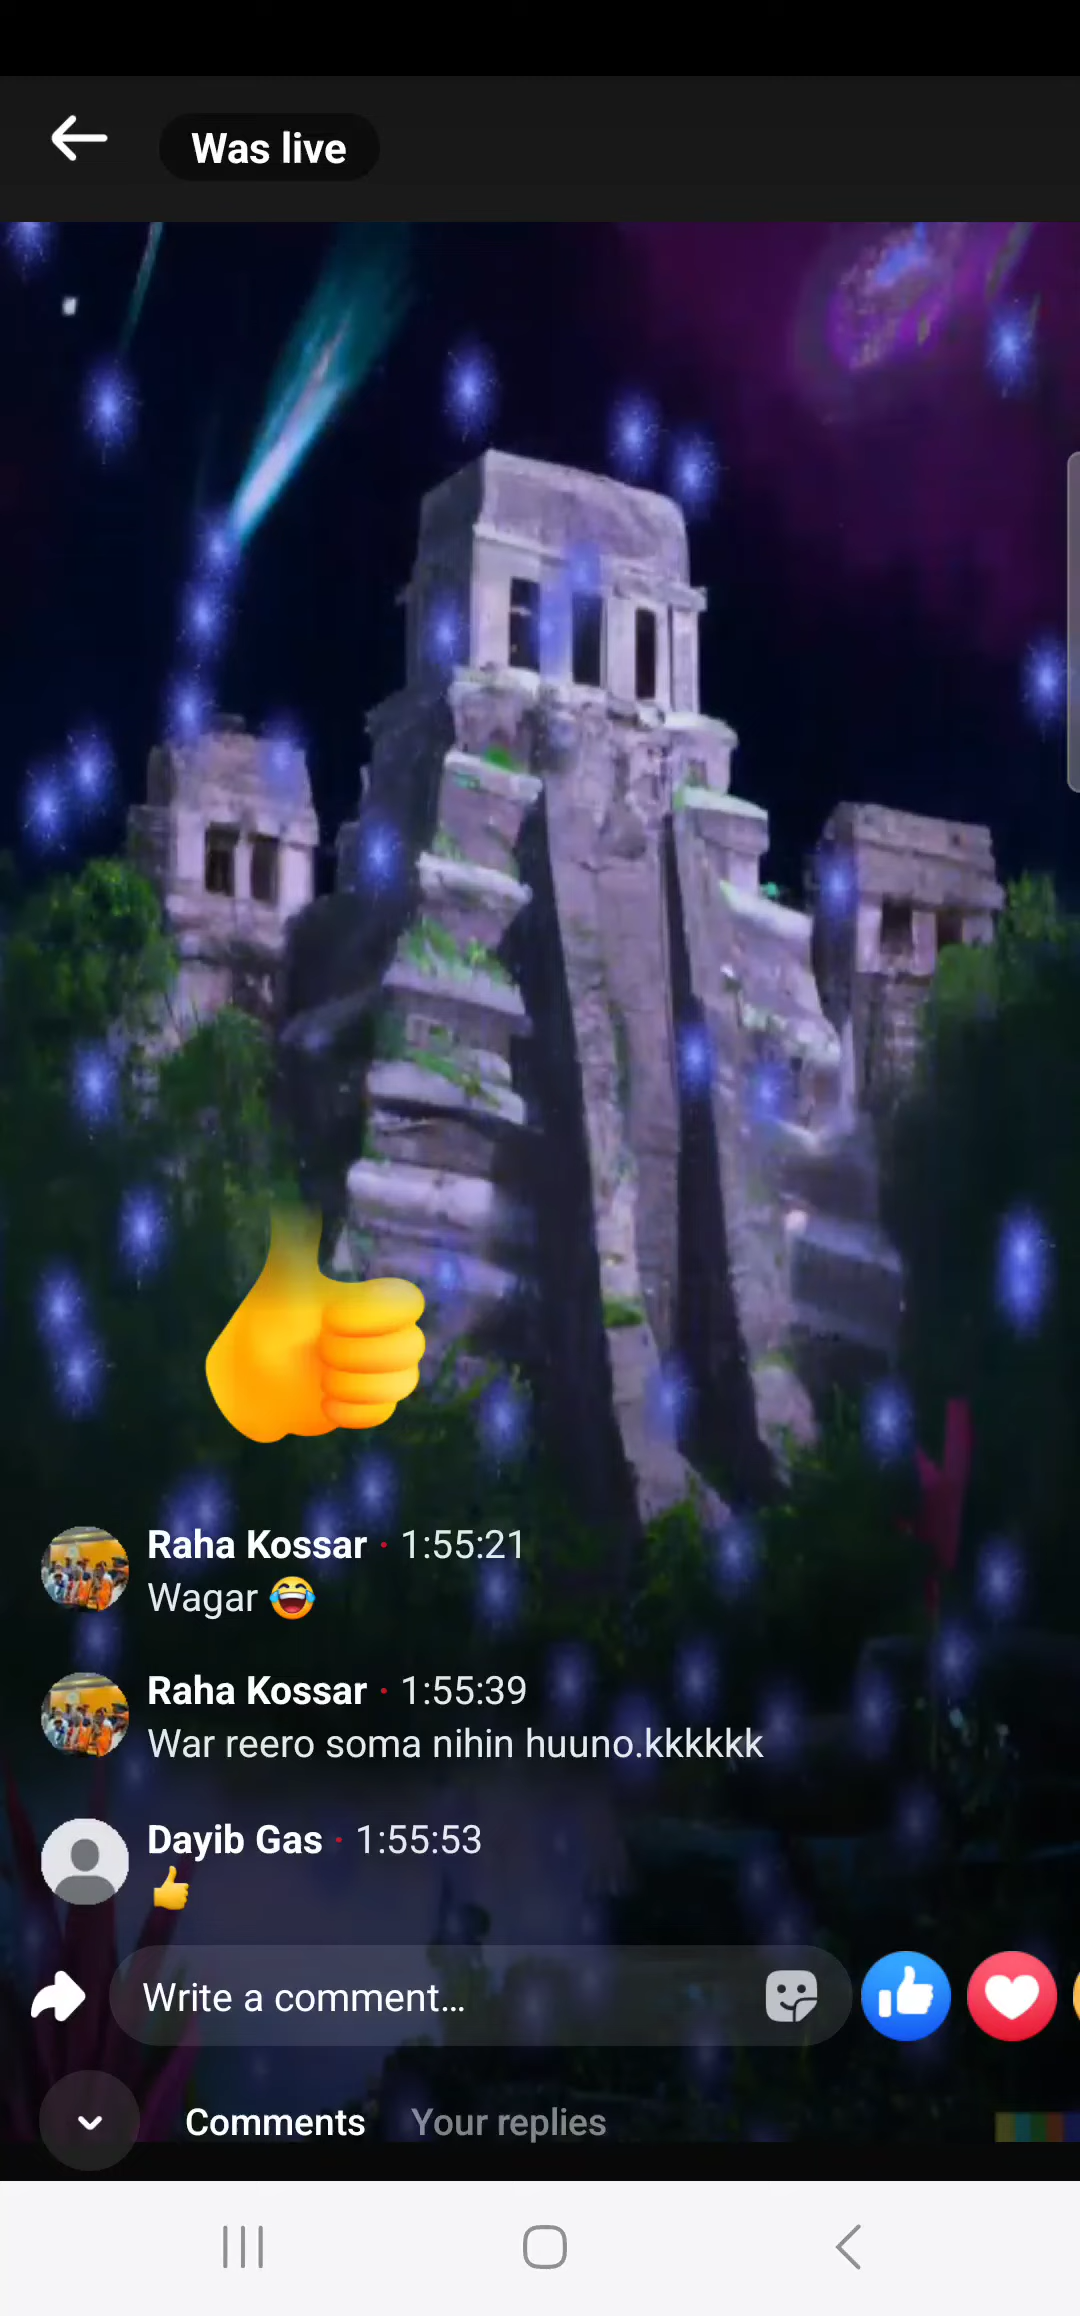 Was live
Raha Kossar · 1:55:21
Wagar 😂
Raha Kossar · 1:55:39
War reero soma nihin huuno.kkkkkk
Dayib Gas · 1:55:53
👍
Write a comment...
Comments Your replies